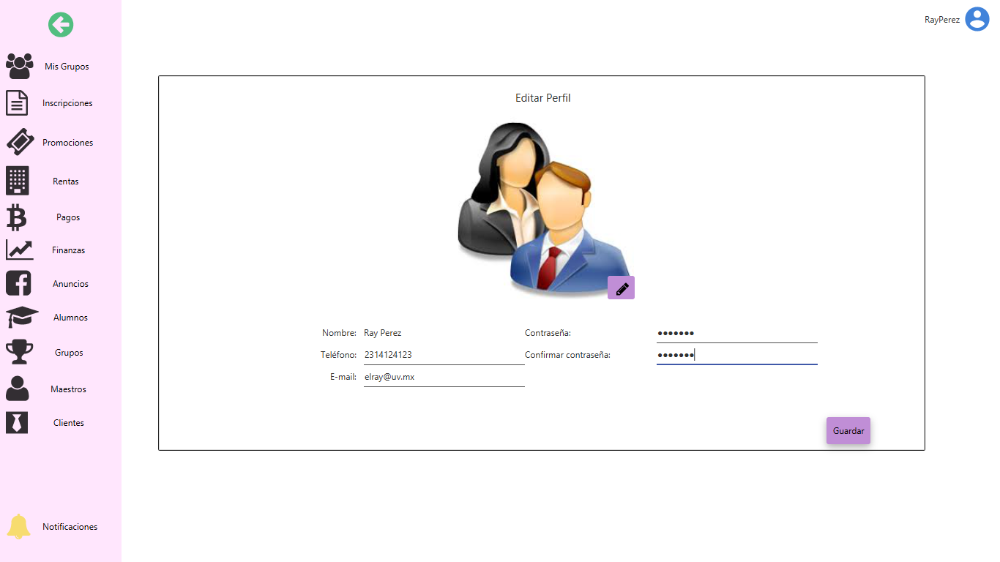 RayPerez
Mis Grupos
Inscripciones
Promociones
Rentas
Pagos
Finanzas
Anuncios
Alumnos
Grupos
Maestros
Clientes
Notificaciones
Editar Perfil
Nombre: Ray Perez Contraseña: •••••••
Teléfono: 2314124123 Confirmar contraseña: •••••••
E-mail: elray@uv.mx
Guardar